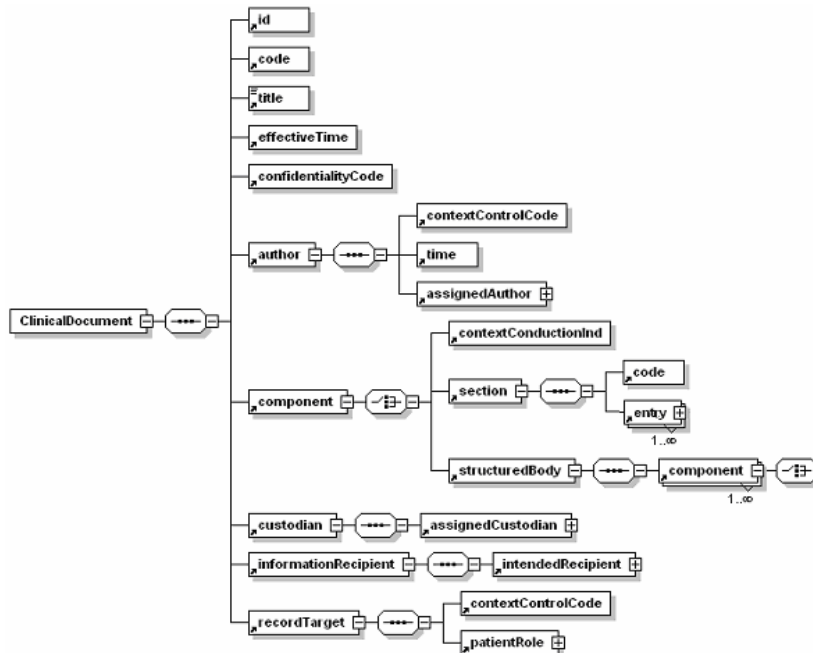 id
code
title
effectiveTime
confidentialityCode
contextControlCode
author
time
assignedAuthor
ClinicalDocument
contextConductionInd
code
component
section
entry
1..∞
structuredBody
component
1..∞
custodian
assignedCustodian
informationRecipient
intendedRecipient
contextControlCode
recordTarget
patientRole